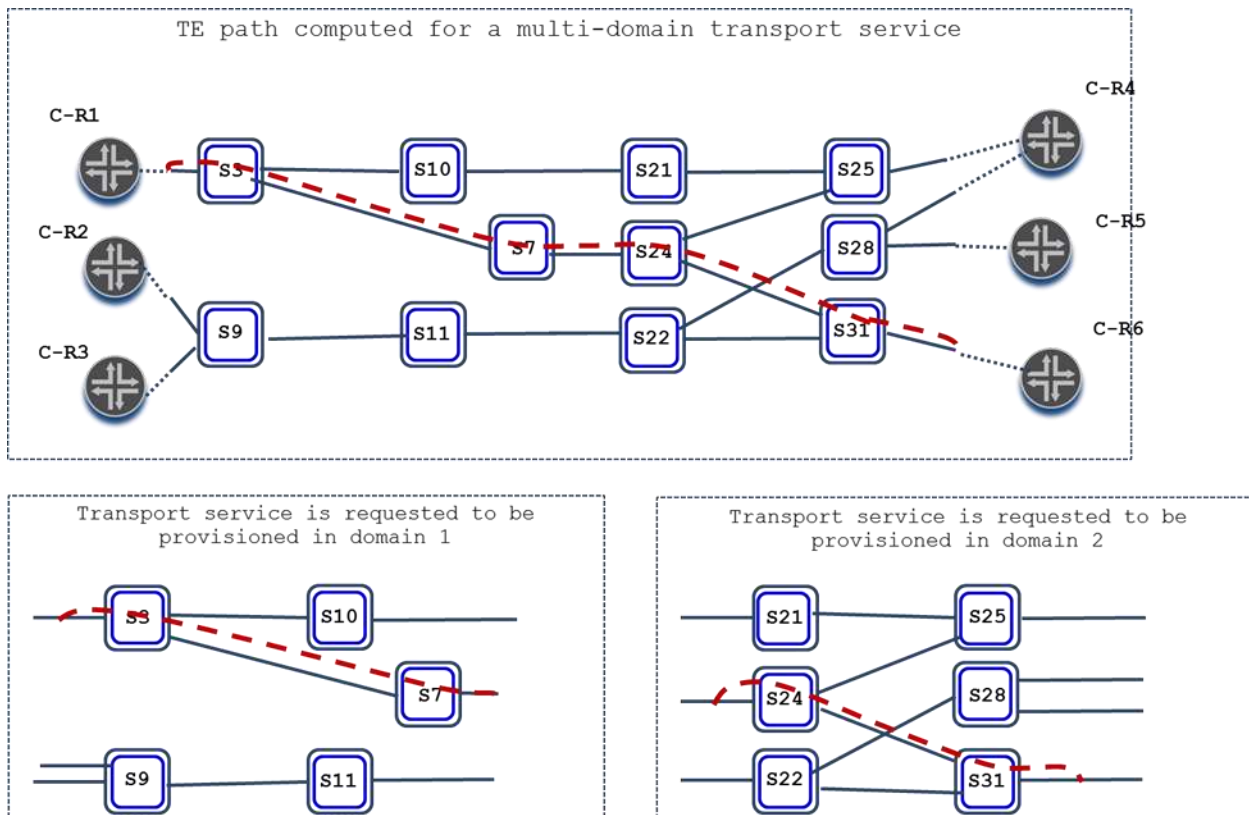 TE path computed for a multi-domain transport service
C-R1
C-R4
S3
S10
S21
S25
C-R2
C-R5
S7
S24
S28
C-R3
C-R6
S9
S11
S22
S31
Transport service is requested to be
provisioned in domain 1
S3
S10
S7
S9
S11
Transport service is requested to be
provisioned in domain 2
S21
S25
S24
S28
S22
S31